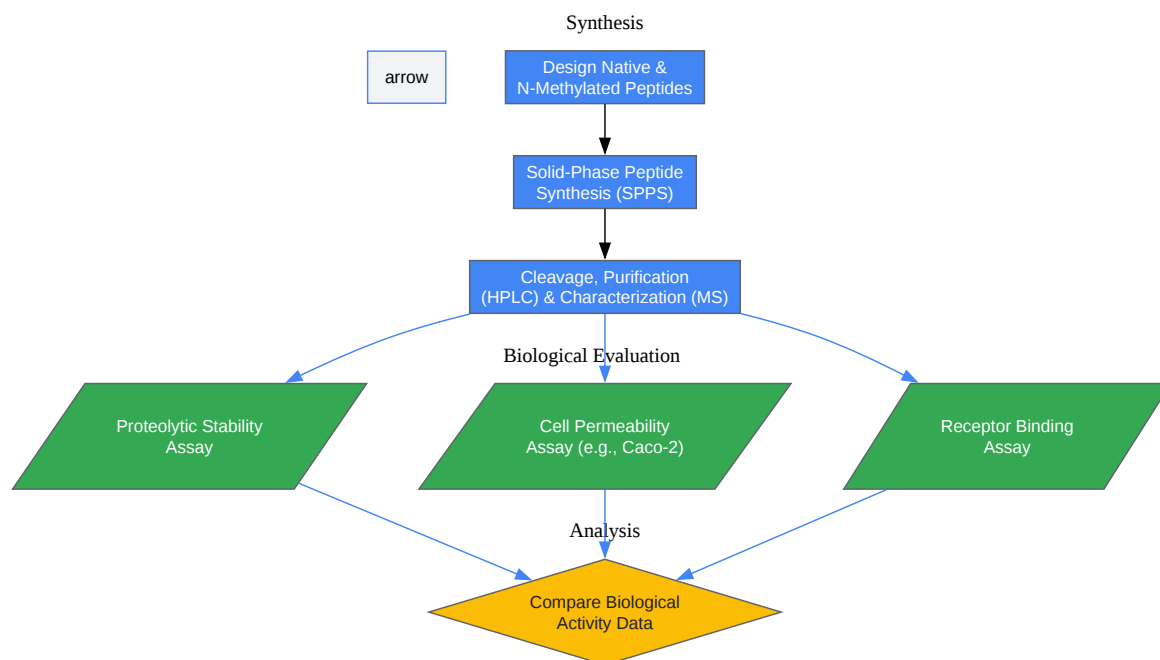 Synthesis
arrow
Design Native &
N-Methylated Peptides
Solid-Phase Peptide
Synthesis (SPPS)
Cleavage, Purification
(HPLC) & Characterization (MS)
Biological Evaluation
Proteolytic Stability
Assay
Cell Permeability
Assay (e.g., Caco-2)
Receptor Binding
Assay
Analysis
Compare Biological
Activity Data